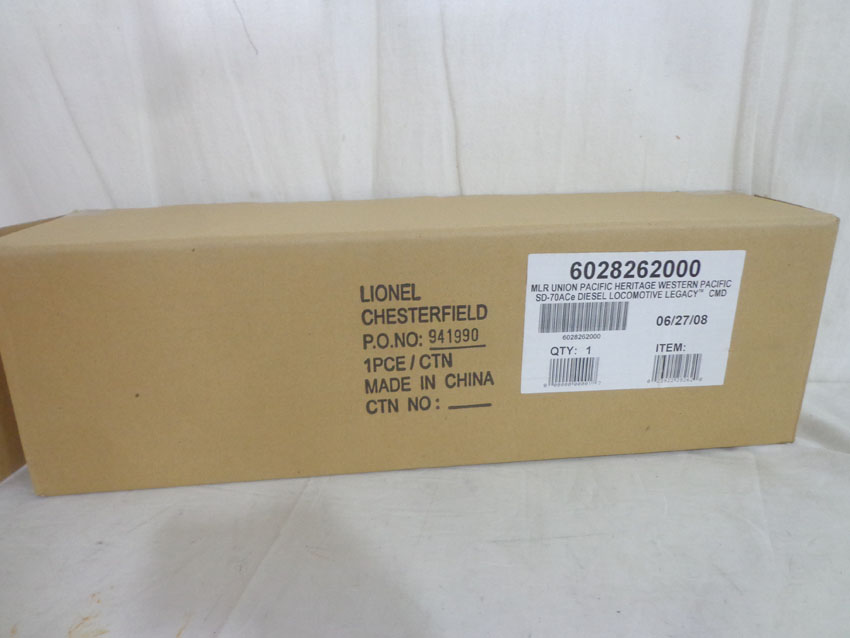 LIONEL
CHESTERFIELD
P.O.NO: 941990
1PCE / CTN
MADE IN CHINA
CTN NO:
6028262000
MLR UNION PACIFIC HERITAGE WESTERN PACIFIC
SD-70ACe DIESEL LOCOMOTIVE LEGACY™ CMD
06/27/08
6028262000
QTY: 1
ITEM: